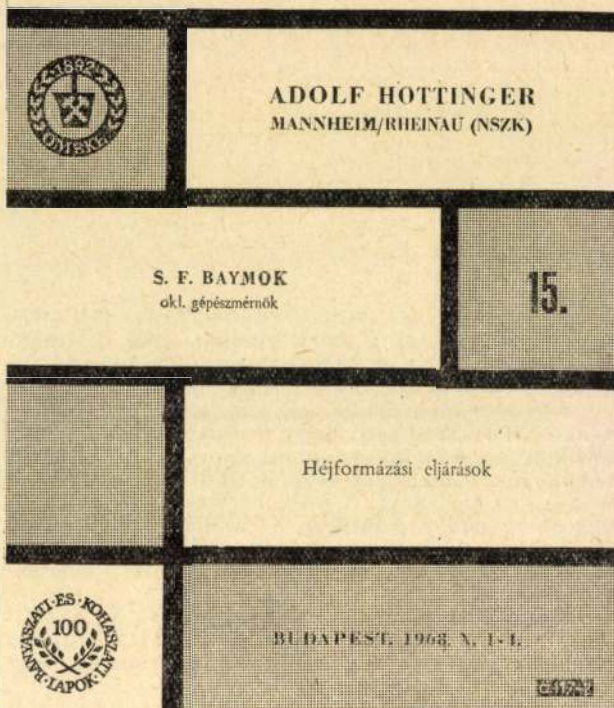 1892
OMBKE
ADOLF HOTTINGER
MANNHEIM/RHEINAU (NSZK)
S. F. BAYMOK
okl. gépészmérnök
15.
Héjformázási eljárások
BÁNYÁSZATI·ÉS·KOHÁSZATI
100
LAPOK
BUDAPEST, 1968. X. 1-4.